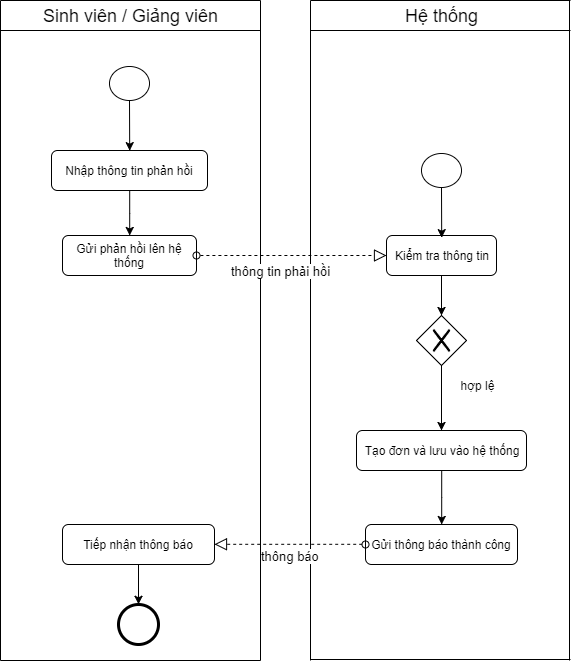 Sinh viên / Giảng viên
Hệ thống
Nhập thông tin phản hồi
Gửi phản hồi lên hệ
thống
thông tin phải hồi
Kiểm tra thông tin
hợp lệ
Tạo đơn và lưu vào hệ thống
Tiếp nhận thông báo
thông báo
Gửi thông báo thành công